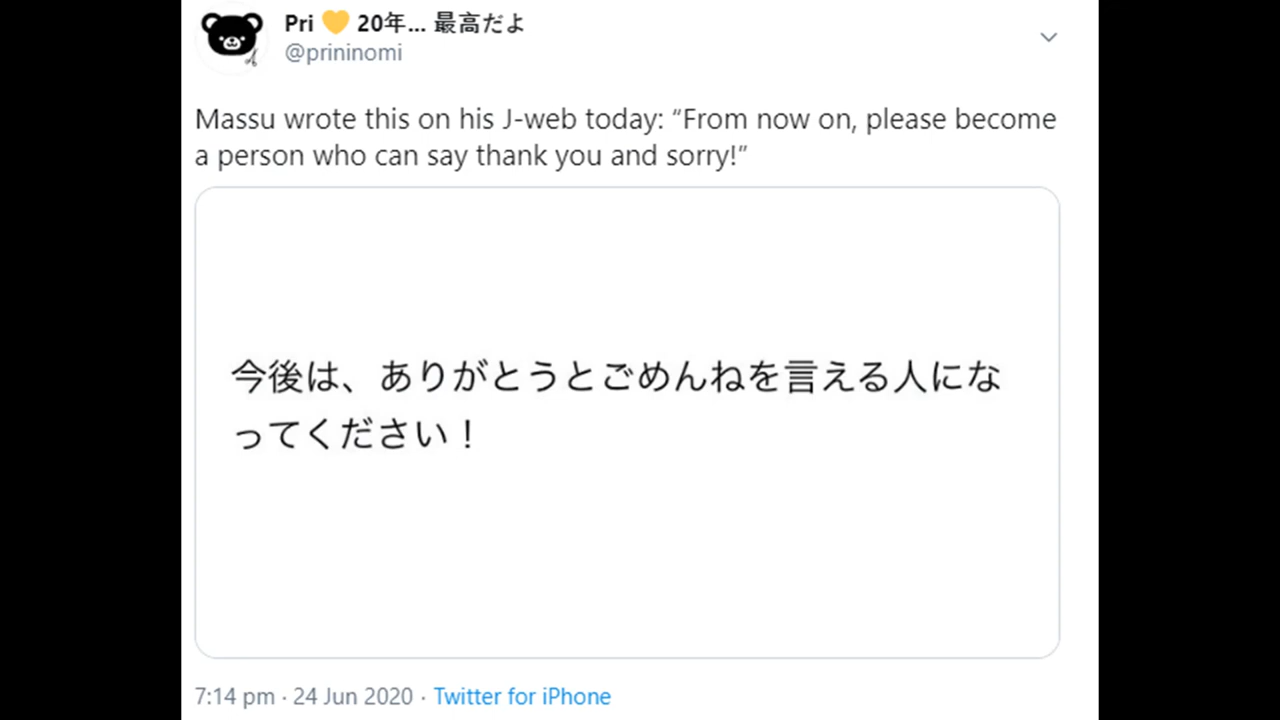 Pri 💛 20年... 最高だよ
@prininomi
Massu wrote this on his J-web today: “From now on, please become
a person who can say thank you and sorry!”
今後は、ありがとうとごめんねを言える人にな
ってください！
7:14 pm · 24 Jun 2020 · Twitter for iPhone